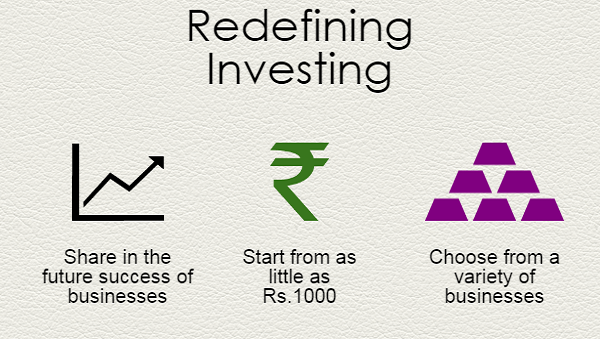 Redefining
Investing
Share in the
future success of
businesses
Start from as
little as
Rs.1000
Choose from a
variety of
businesses